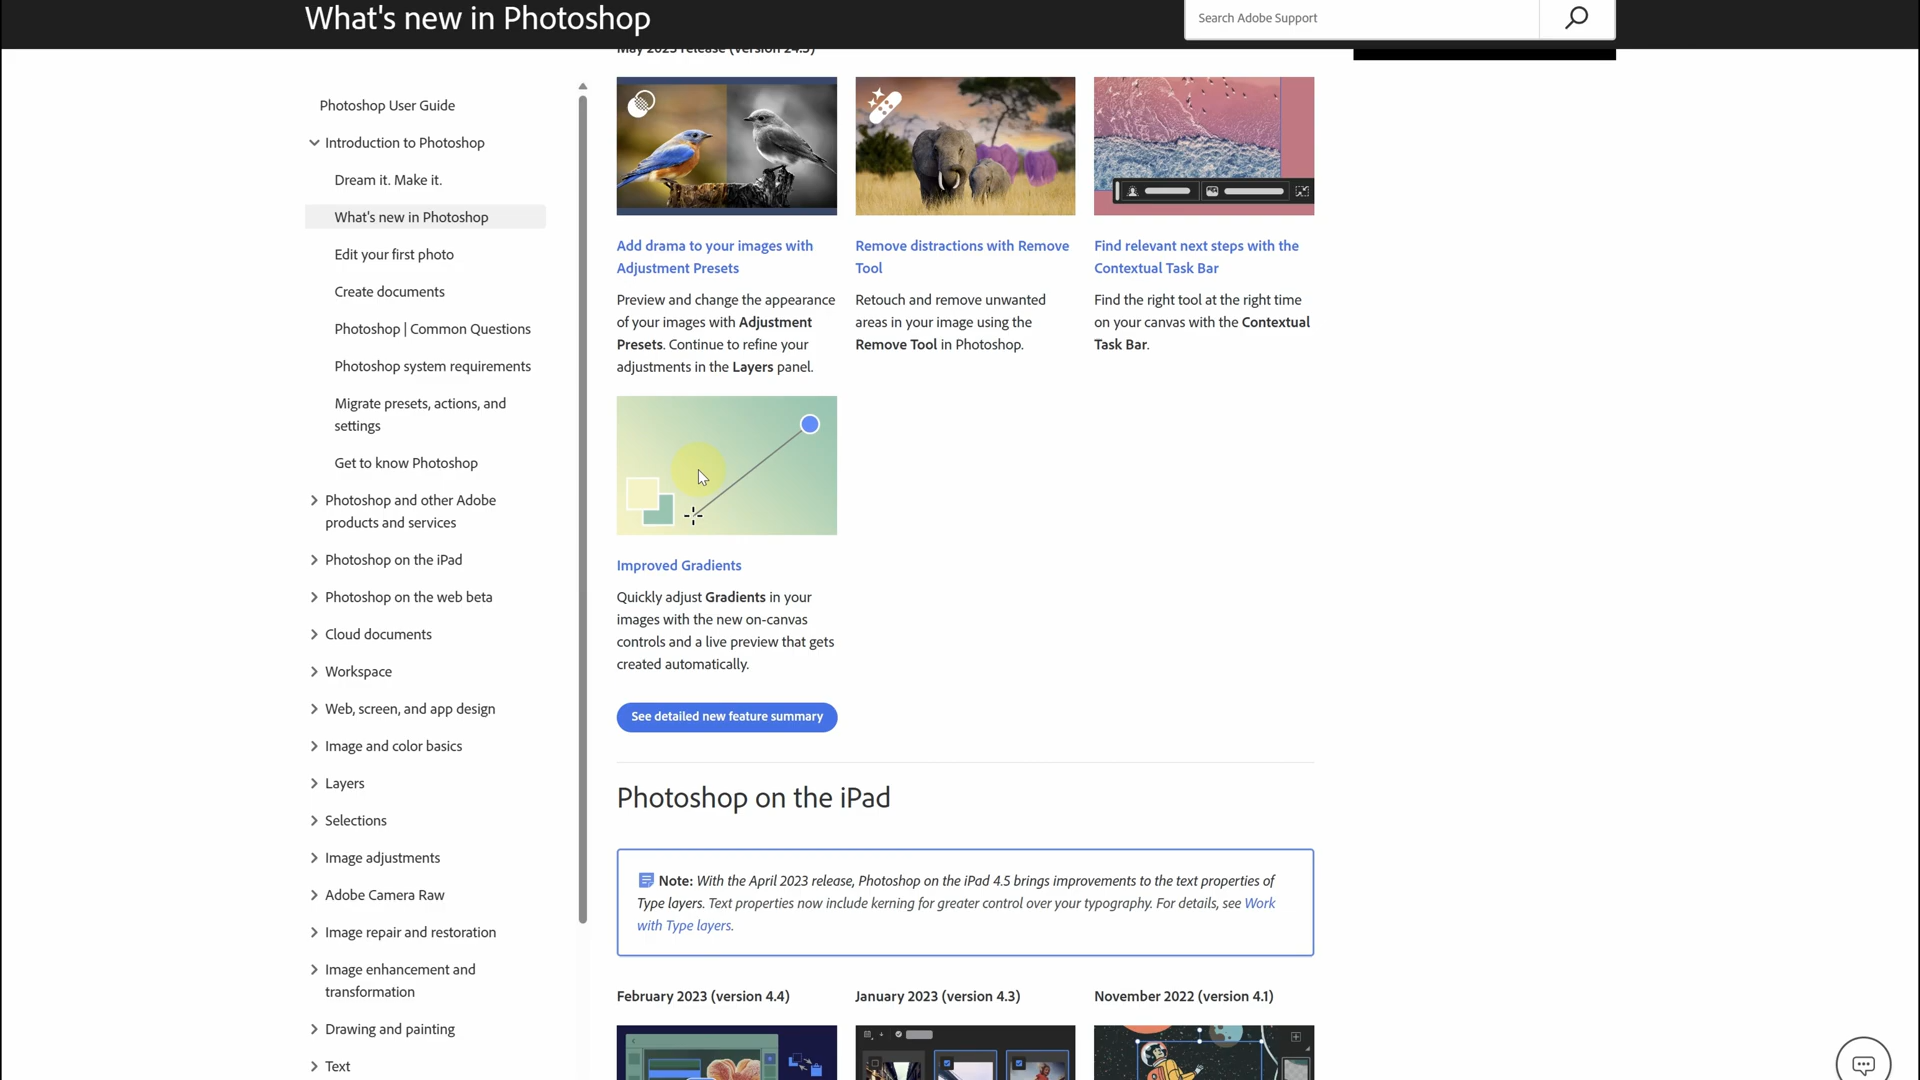 What's new in Photoshop
Search Adobe Support
May 2023 release (version 24.5)
Photoshop User Guide
Introduction to Photoshop
Dream it. Make it.
What's new in Photoshop
Edit your first photo
Create documents
Photoshop | Common Questions
Photoshop system requirements
Migrate presets, actions, and
settings
Get to know Photoshop
Photoshop and other Adobe
products and services
Photoshop on the iPad
Photoshop on the web beta
Cloud documents
Workspace
Web, screen, and app design
Image and color basics
Layers
Selections
Image adjustments
Adobe Camera Raw
Image repair and restoration
Image enhancement and
transformation
Drawing and painting
Text
Add drama to your images with
Adjustment Presets
Preview and change the appearance
of your images with Adjustment
Presets. Continue to refine your
adjustments in the Layers panel.
Remove distractions with Remove
Tool
Retouch and remove unwanted
areas in your image using the
Remove Tool in Photoshop.
Find relevant next steps with the
Contextual Task Bar
Find the right tool at the right time
on your canvas with the Contextual
Task Bar.
Improved Gradients
Quickly adjust Gradients in your
images with the new on-canvas
controls and a live preview that gets
created automatically.
See detailed new feature summary
Photoshop on the iPad
Note: With the April 2023 release, Photoshop on the iPad 4.5 brings improvements to the text properties of
Type layers. Text properties now include kerning for greater control over your typography. For details, see Work
with Type layers.
February 2023 (version 4.4)
January 2023 (version 4.3)
November 2022 (version 4.1)